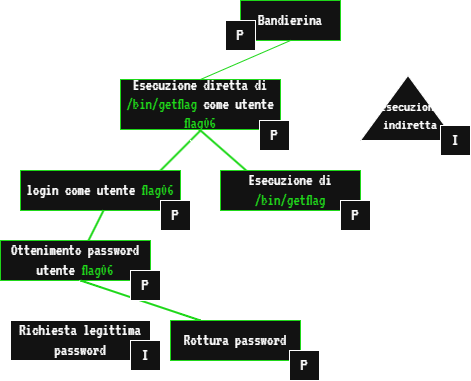 Bandierina
P
Esecuzione diretta di
/bin/getflag come utente
flag06
P
Esecuzione
indiretta
I
login come utente flag06
P
Esecuzione di
/bin/getflag
P
Ottenimento password
utente flag06
P
Richiesta legittima
password
I
Rottura password
P